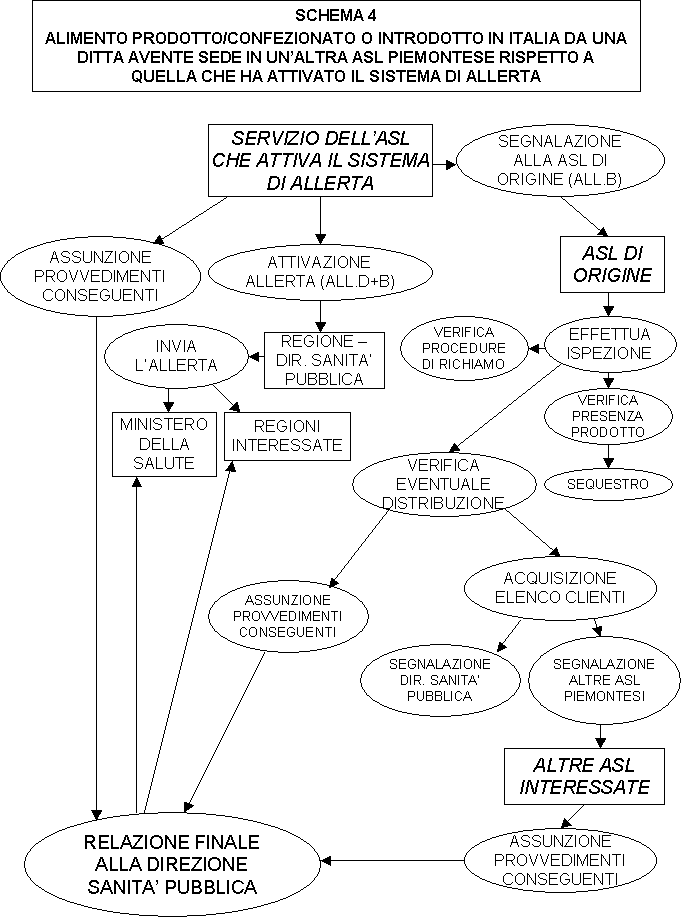 SCHEMA 4
ALIMENTO PRODOTTO/CONFEZIONATO O INTRODOTTO IN ITALIA DA UNA
DITTA AVENTE SEDE IN UN'ALTRA ASL PIEMONTESE RISPETTO A
QUELLA CHE HA ATTIVATO IL SISTEMA DI ALLERTA
SERVIZIO DELL'ASL
CHE ATTIVA IL SISTEMA
DI ALLERTA
SEGNALAZIONE
ALLA ASL DI
ORIGINE (ALL.B)
ASSUNZIONE
PROVVEDIMENTI
CONSEGUENTI
ATTIVAZIONE
ALLERTA (ALL.D+B)
ASL DI
ORIGINE
INVIA
L'ALLERTA
REGIONE –
DIR. SANITA'
PUBBLICA
VERIFICA
PROCEDURE
DI RICHIAMO
EFFETTUA
ISPEZIONE
MINISTERO
DELLA
SALUTE
REGIONI
INTERESSATE
VERIFICA
PRESENZA
PRODOTTO
VERIFICA
EVENTUALE
DISTRIBUZIONE
SEQUESTRO
ASSUNZIONE
PROVVEDIMENTI
CONSEGUENTI
ACQUISIZIONE
ELENCO CLIENTI
SEGNALAZIONE
DIR. SANITA'
PUBBLICA
SEGNALAZIONE
ALTRE ASL
PIEMONTESI
ALTRE ASL
INTERESSATE
RELAZIONE FINALE
ALLA DIREZIONE
SANITA' PUBBLICA
ASSUNZIONE
PROVVEDIMENTI
CONSEGUENTI